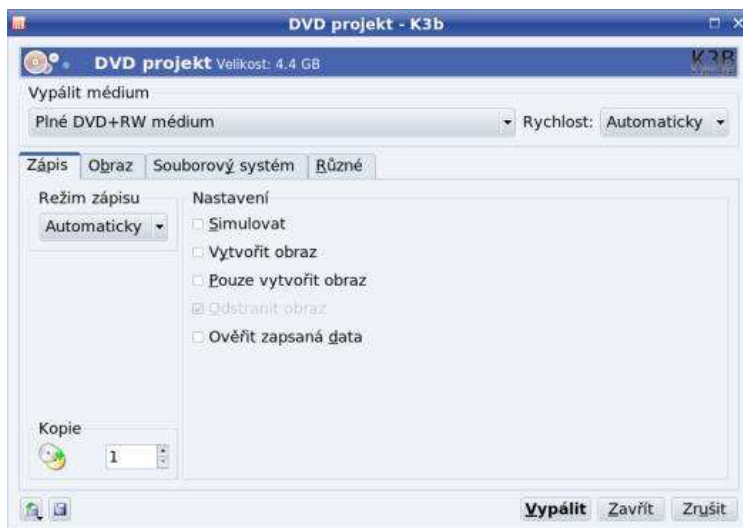 DVD projekt - K3b
DVD projekt Velikost: 4.4 GB
K3B
Vypálit médium
Plné DVD+RW médium
Rychlost: Automaticky
Zápis Obraz Souborový systém Různé
Režim zápisu
Automaticky
Nastavení
Simulovat
Vytvořit obraz
Pouze vytvořit obraz
Odstranit obraz
Ověřit zapsaná data
Kopie
1
Vypálit Zavřít Zrušit